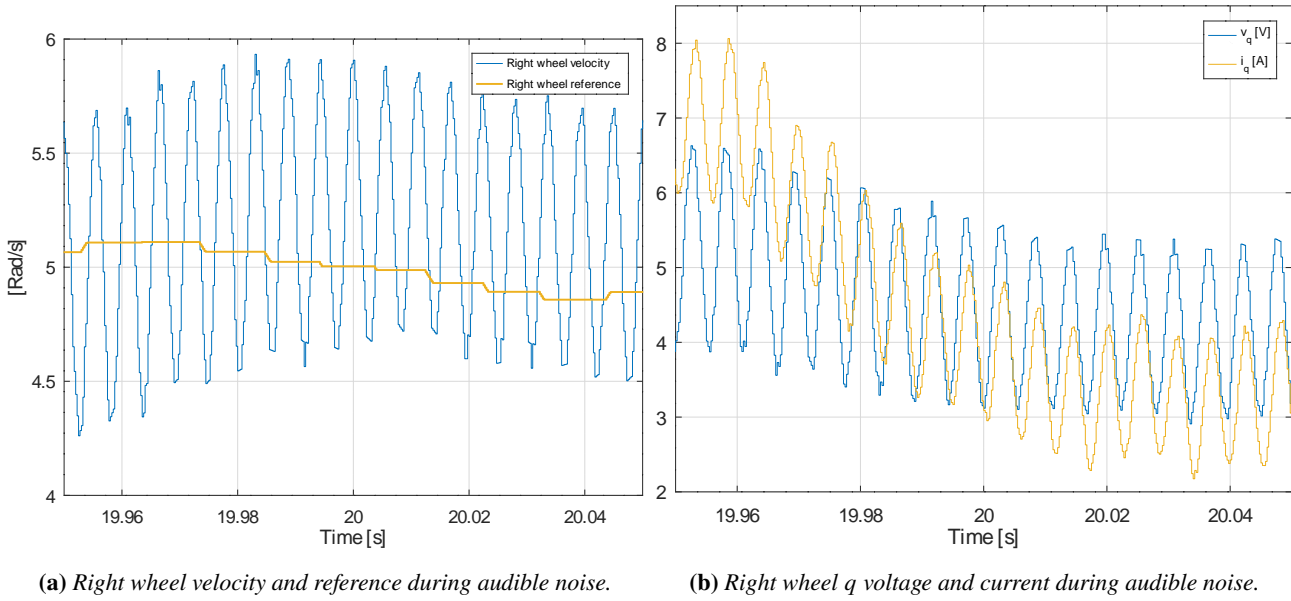 6
5.5
5
4.5
4
[Rad/s]
19.96
19.98
20
20.02
20.04
Time [s]
Right wheel velocity
Right wheel reference
(a) Right wheel velocity and reference during audible noise.
8
7
6
5
4
3
2
19.96
19.98
20
20.02
20.04
Time [s]
v_q [V]
i_q [A]
(b) Right wheel q voltage and current during audible noise.